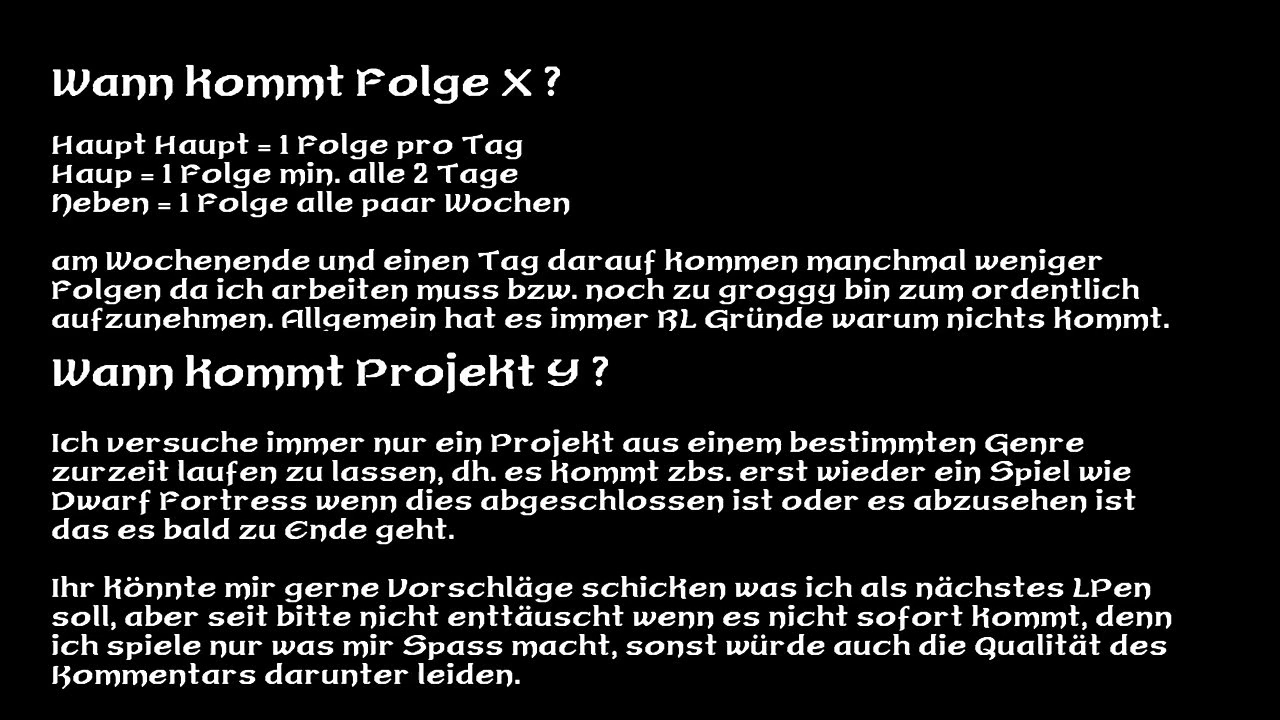 Wann kommt Folge X ?
Haupt Haupt = 1 Folge pro Tag
Haup = 1 Folge min. alle 2 Tage
Neben = 1 Folge alle paar Wochen
am Wochenende und einen Tag darauf kommen manchmal weniger
Folgen da ich arbeiten muss bzw. noch zu groggy bin zum ordentlich
aufzunehmen. Allgemein hat es immer RL Gründe warum nichts kommt.
Wann kommt Projekt Y ?
Ich versuche immer nur ein Projekt aus einem bestimmten Genre
zurzeit laufen zu lassen, dh. es kommt zbs. erst wieder ein Spiel wie
Dwarf Fortress wenn dies abgeschlossen ist oder es abzusehen ist
das es bald zu Ende geht.
Ihr könnte mir gerne Vorschläge schicken was ich als nächstes LPen
soll, aber seit bitte nicht enttäuscht wenn es nicht sofort kommt, denn
ich spiele nur was mir Spass macht, sonst würde auch die Qualität des
Kommentars darunter leiden.